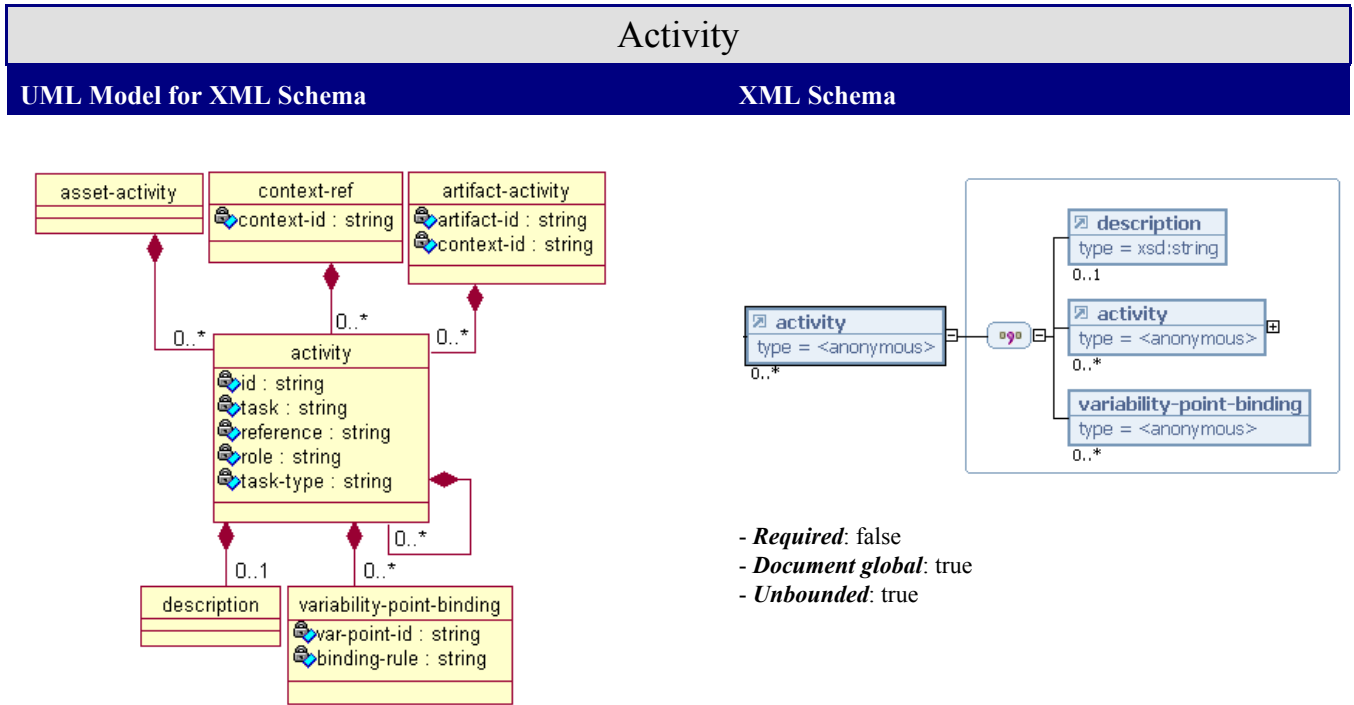 Activity
UML Model for XML Schema
XML Schema
asset-activity
context-ref
context-id : string
artifact-activity
artifact-id : string
context-id : string
0..*
0..*
0..*
activity
id : string
task : string
reference : string
role : string
task-type : string
0..*
0..1
0..*
description
variability-point-binding
var-point-id : string
binding-rule : string
activity
type = <anonymous>
0..*
description
type = xsd:string
0..1
activity
type = <anonymous>
0..*
variability-point-binding
type = <anonymous>
0..*
- Required: false
- Document global: true
- Unbounded: true